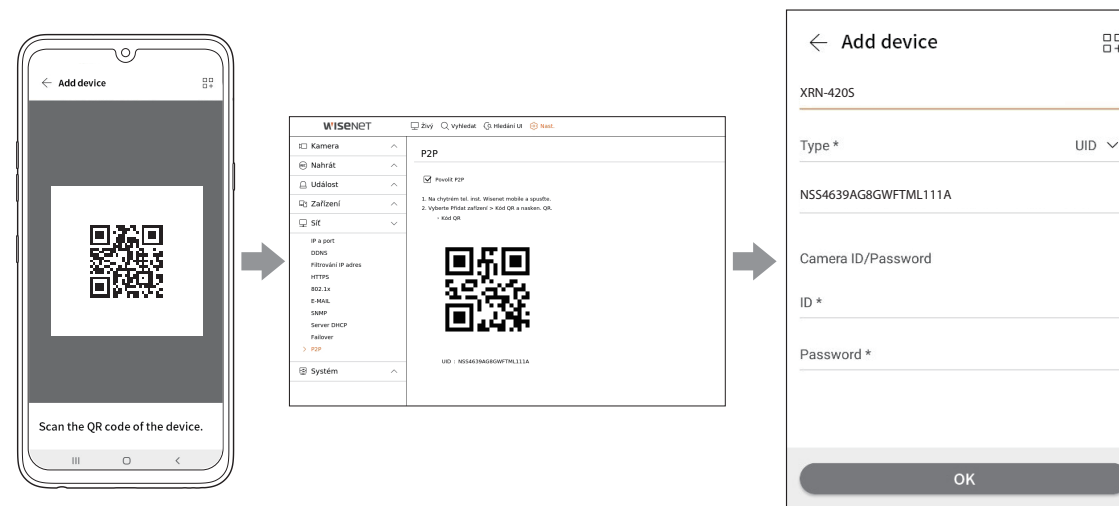 Add device
Scan the QR code of the device.
WISENET
Živý Vyhledat Hledání UI Nast.
Kamera
Nahrát
Událost
Zařízení
Síť
IP a port
DDNS
Filtrování IP adres
HTTPS
802.1x
E-MAIL
SNMP
Server DHCP
Failover
> P2P
Systém
P2P
Povolit P2P
1. Na chytrém tel. inst. Wisenet mobile a spusťte.
2. Vyberte Přidat zařízení > Kód QR a nasken. QR.
- Kód QR
UID : NSS4639AG8GWFTML111A
Add device
XRN-420S
Type * UID
NSS4639AG8GWFTML111A
Camera ID/Password
ID *
Password *
OK